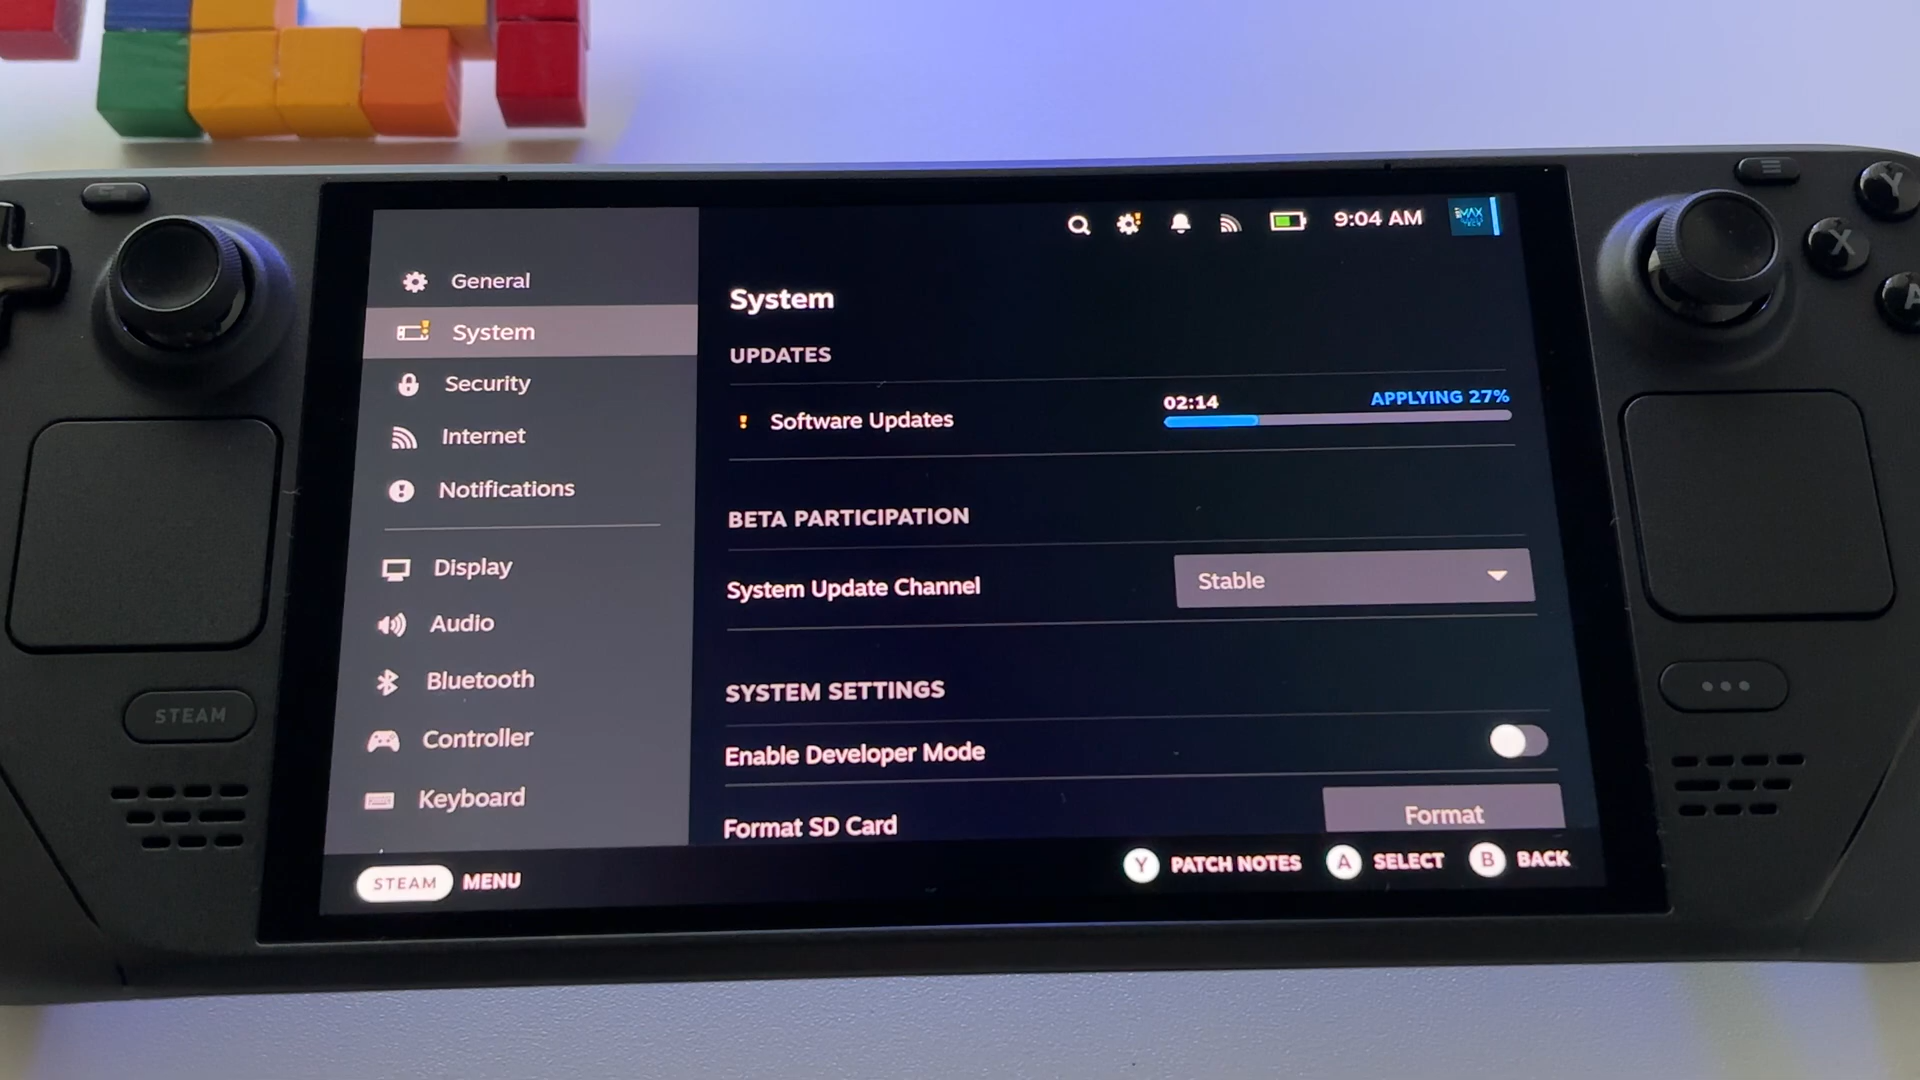 9:04 AM
General
System
Security
Internet
Notifications
Display
Audio
Bluetooth
Controller
Keyboard
System
UPDATES
Software Updates
02:14
APPLYING 27%
BETA PARTICIPATION
System Update Channel
Stable
SYSTEM SETTINGS
Enable Developer Mode
Format SD Card
Format
STEAM MENU
Y PATCH NOTES
A SELECT
B BACK
STEAM
Y
X
A